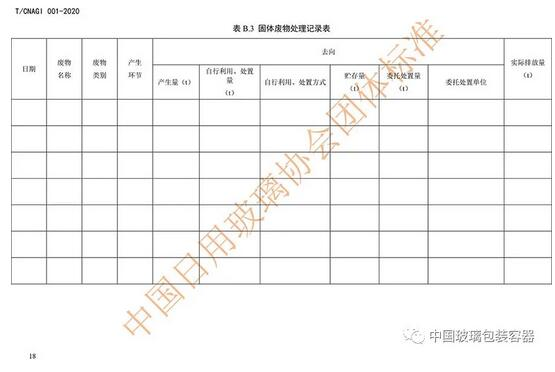 T/CNAGI 001-2020
表 B.3 固体废物处理记录表
日期
废物
名称
废物
类别
产生
环节
去向
实际排放量
（t）
产生量（t）
自行利用、处置
量
（t）
自行利用、处置方式
贮存量
（t）
委托处置量
（t）
委托处置单位
中国日用玻璃协会团体标准
中国玻璃包装容器
18